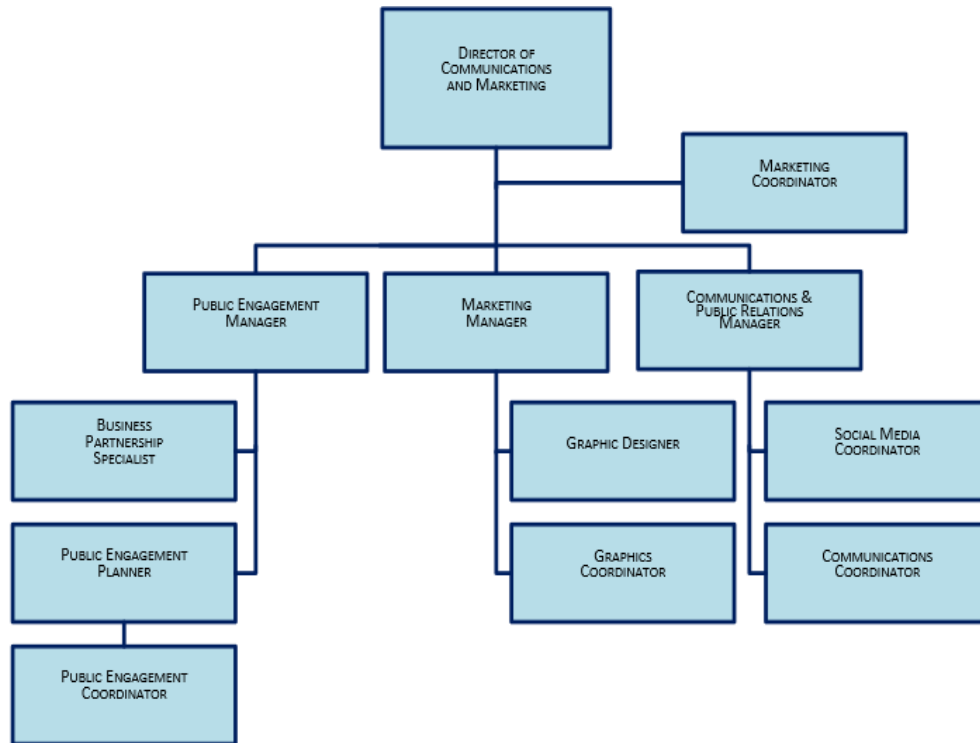 Director of
Communications
and Marketing
Marketing
Coordinator
Public Engagement
Manager
Marketing
Manager
Communications &
Public Relations
Manager
Business
Partnership
Specialist
Graphic Designer
Social Media
Coordinator
Public Engagement
Planner
Graphics
Coordinator
Communications
Coordinator
Public Engagement
Coordinator